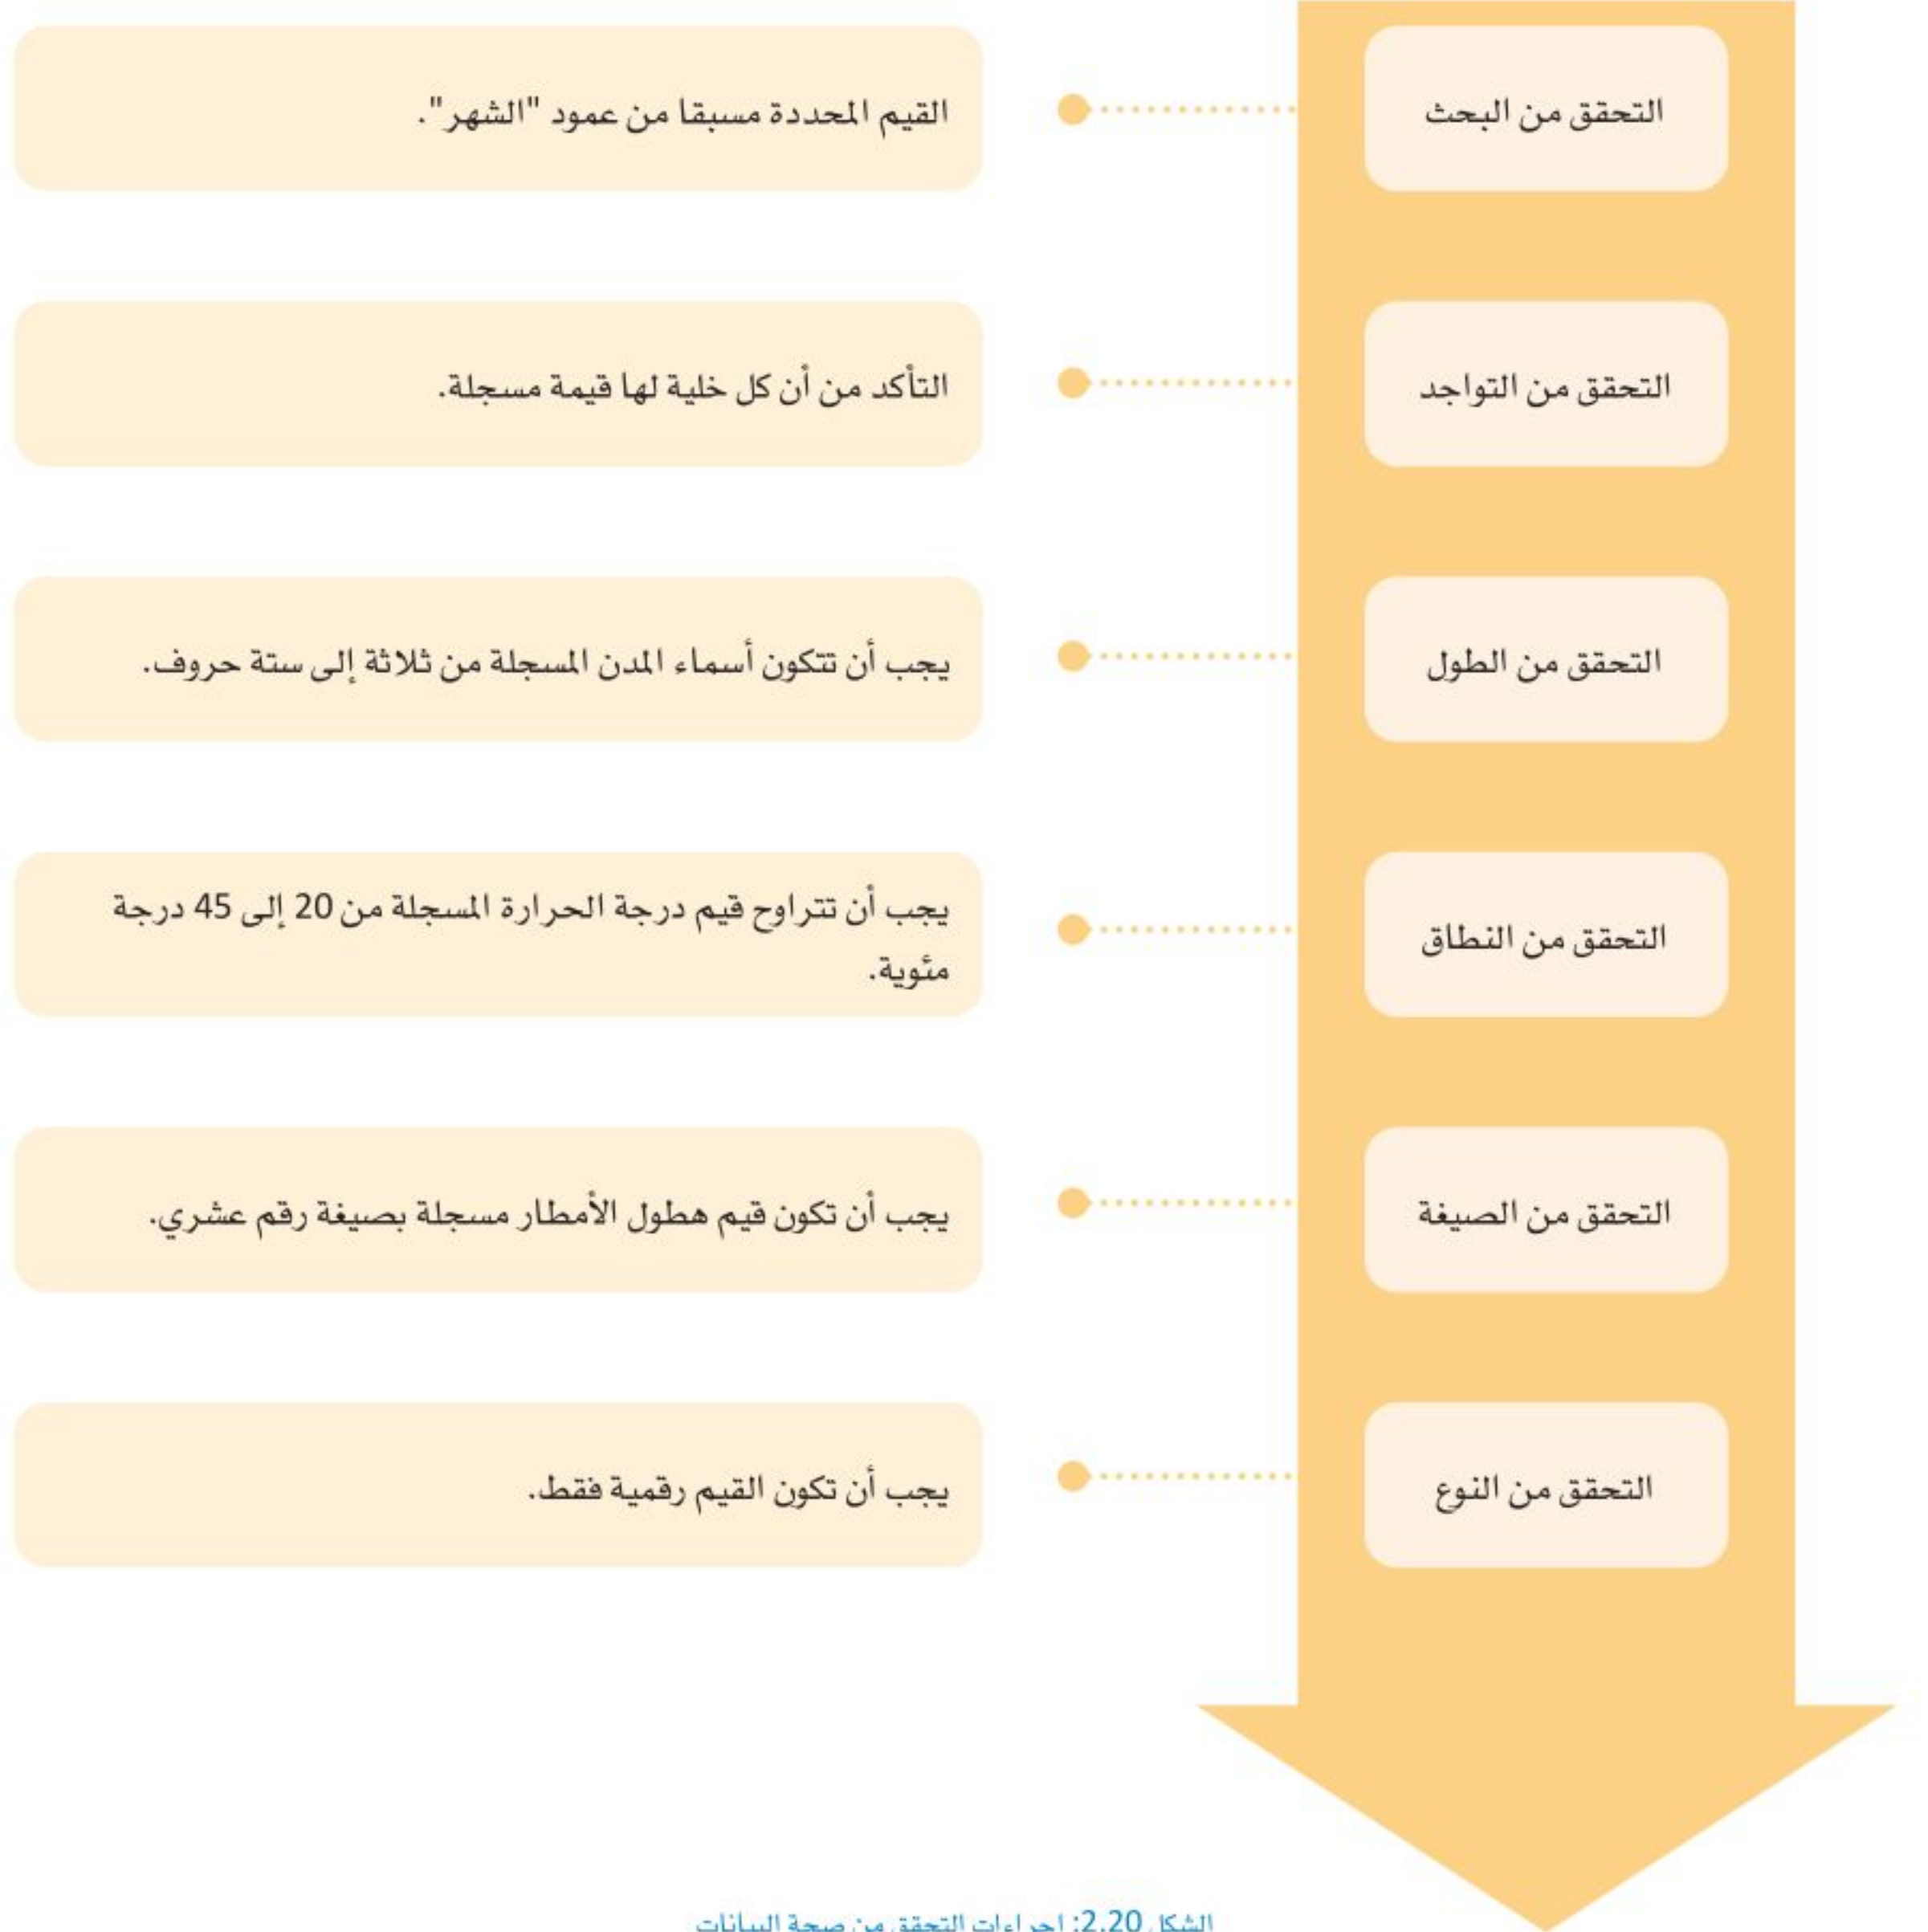 التحقق من البحث
القيم المحددة مسبقا من عمود "الشهر".
التحقق من التواجد
التأكد من أن كل خلية لها قيمة مسجلة.
التحقق من الطول
يجب أن تتكون أسماء المدن المسجلة من ثلاثة إلى ستة حروف.
التحقق من النطاق
يجب أن تتراوح قيم درجة الحرارة المسجلة من 20 إلى 45 درجة
مئوية.
التحقق من الصيغة
يجب أن تكون قيم هطول الأمطار مسجلة بصيغة رقم عشري.
التحقق من النوع
يجب أن تكون القيم رقمية فقط.
الشكل 2.20: إجراءات التحقق من صحة البيانات